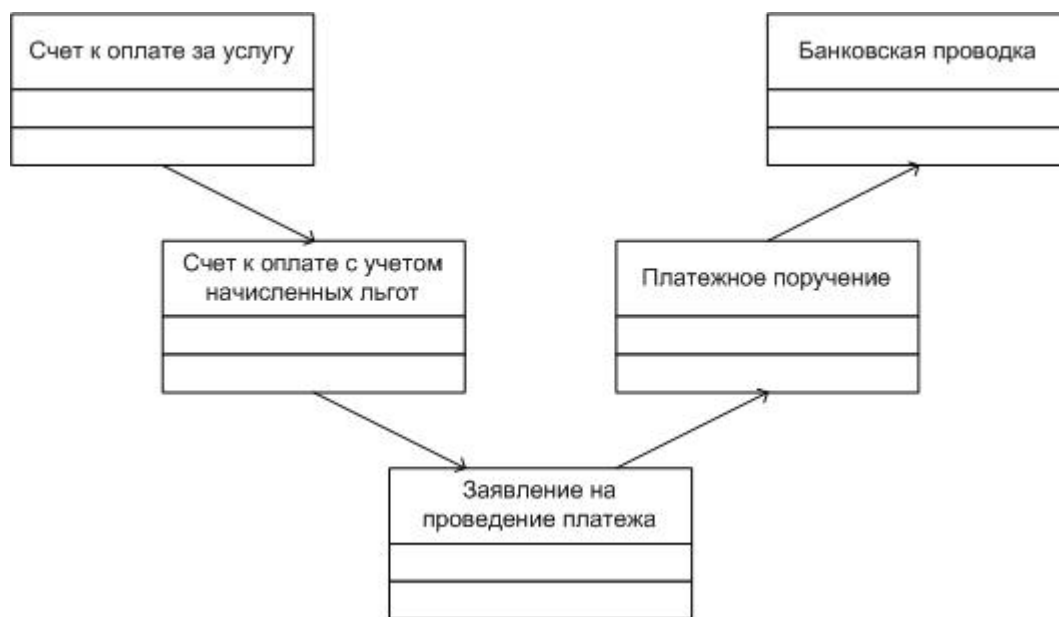 Счет к оплате за услугу
Банковская проводка
Счет к оплате с учетом
начисленных льгот
Платежное поручение
Заявление на
проведение платежа